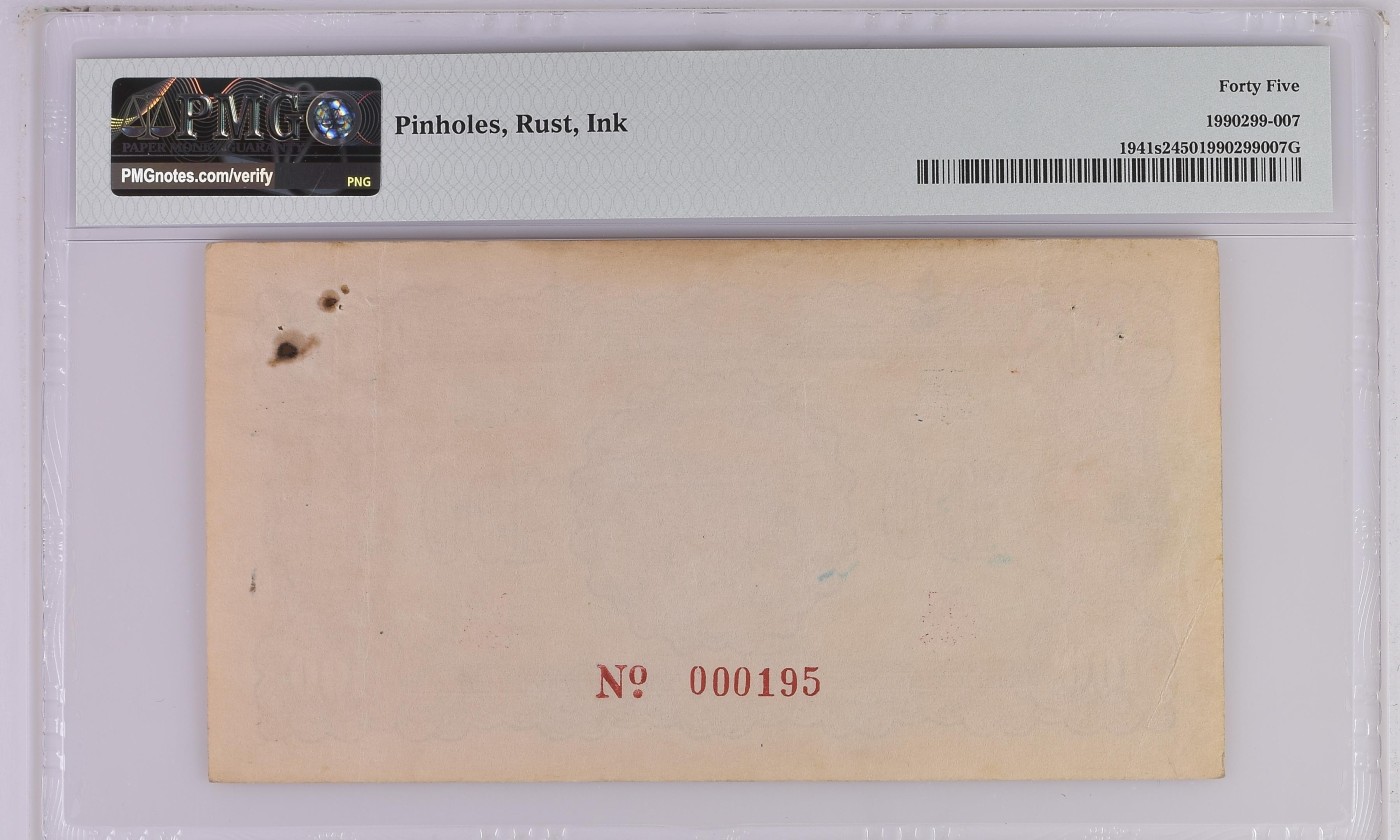 PMG
PAPER MONEY GUARANTY
PMGnotes.com/verify
PNG
Pinholes, Rust, Ink
Forty Five
1990299-007
1941s24501990299007G
Nº 000195